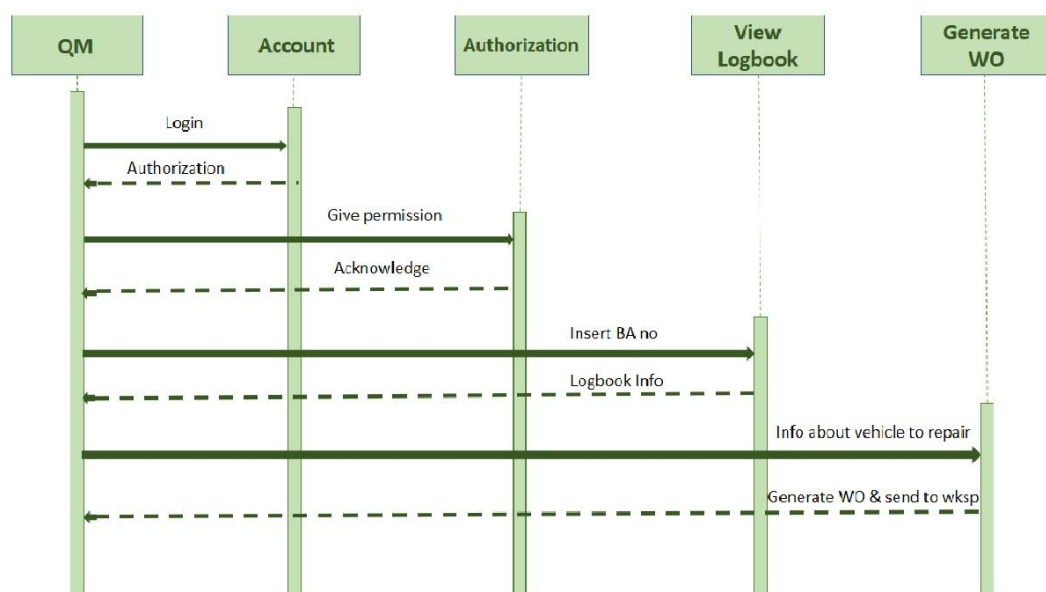 QM
Account
Authorization
View
Logbook
Generate
WO
Login
Authorization
Give permission
Acknowledge
Insert BA no
Logbook Info
Info about vehicle to repair
Generate WO & send to wksp